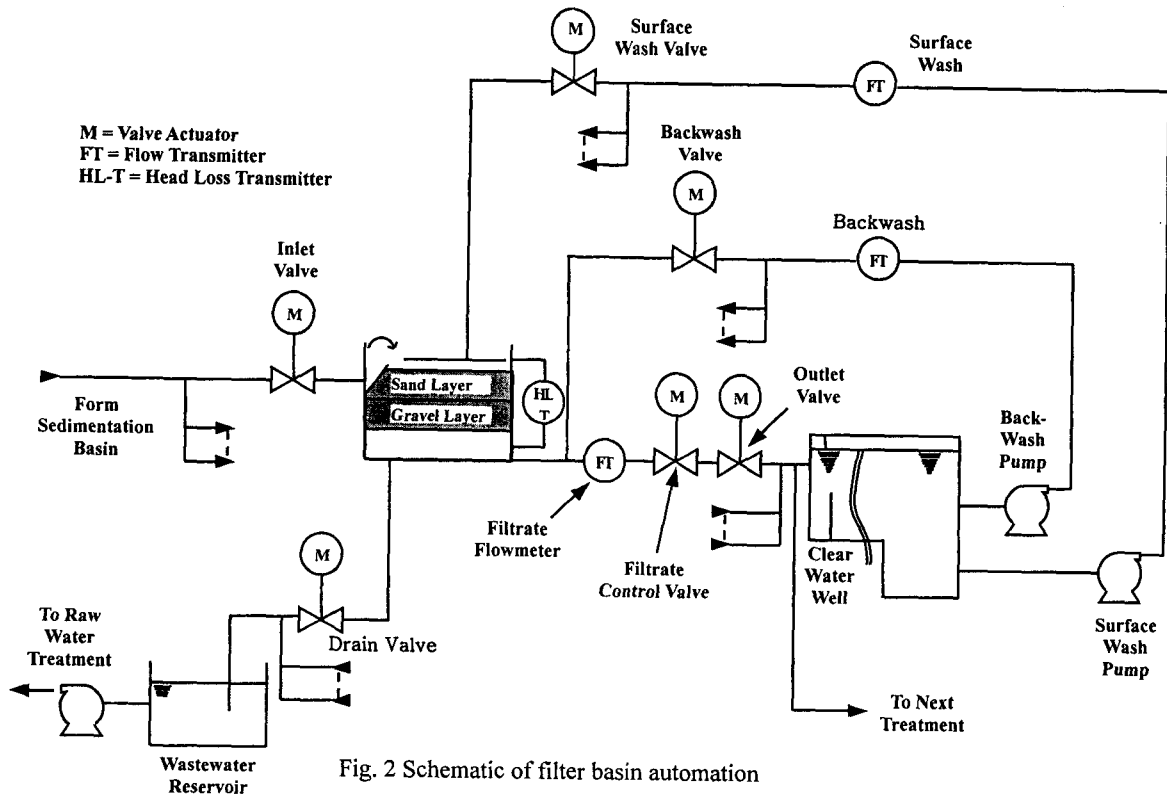 M
Surface
Wash Valve
Surface
Wash
FT
M = Valve Actuator
FT = Flow Transmitter
HL-T = Head Loss Transmitter
Backwash
Valve
M
Backwash
FT
Inlet
Valve
M
Form
Sedimentation
Basin
Sand Layer
Gravel Layer
HL
T
M
M
Outlet
Valve
FT
Filtrate
Flowmeter
Filtrate
Control Valve
Clear
Water
Well
Back-
Wash
Pump
Surface
Wash
Pump
M
Drain Valve
To Raw
Water
Treatment
Wastewater
Reservoir
To Next
Treatment
Fig. 2 Schematic of filter basin automation